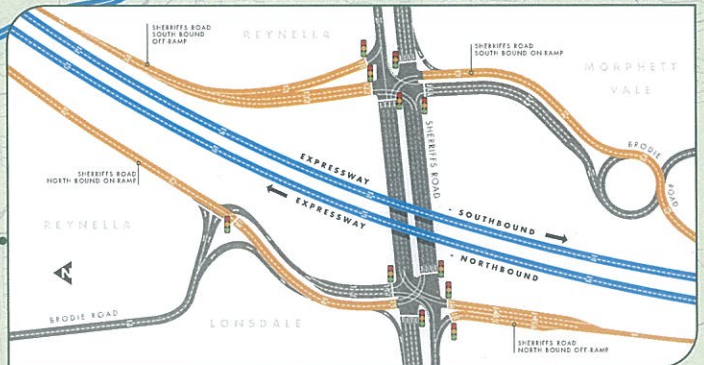 SHERRIFFS ROAD
SOUTH BOUND
OFF-RAMP
REYNELLA
SHERRIFFS ROAD
SOUTH BOUND ON-RAMP
MORPHETT
VALE
SHERRIFFS ROAD
BRODIE
ROAD
EXPRESSWAY
- SOUTHBOUND
SHERRIFFS ROAD
NORTH BOUND ON-RAMP
EXPRESSWAY
- NORTHBOUND
REYNELLA
N
BRODIE ROAD
LONSDALE
SHERRIFFS ROAD
NORTH BOUND OFF-RAMP